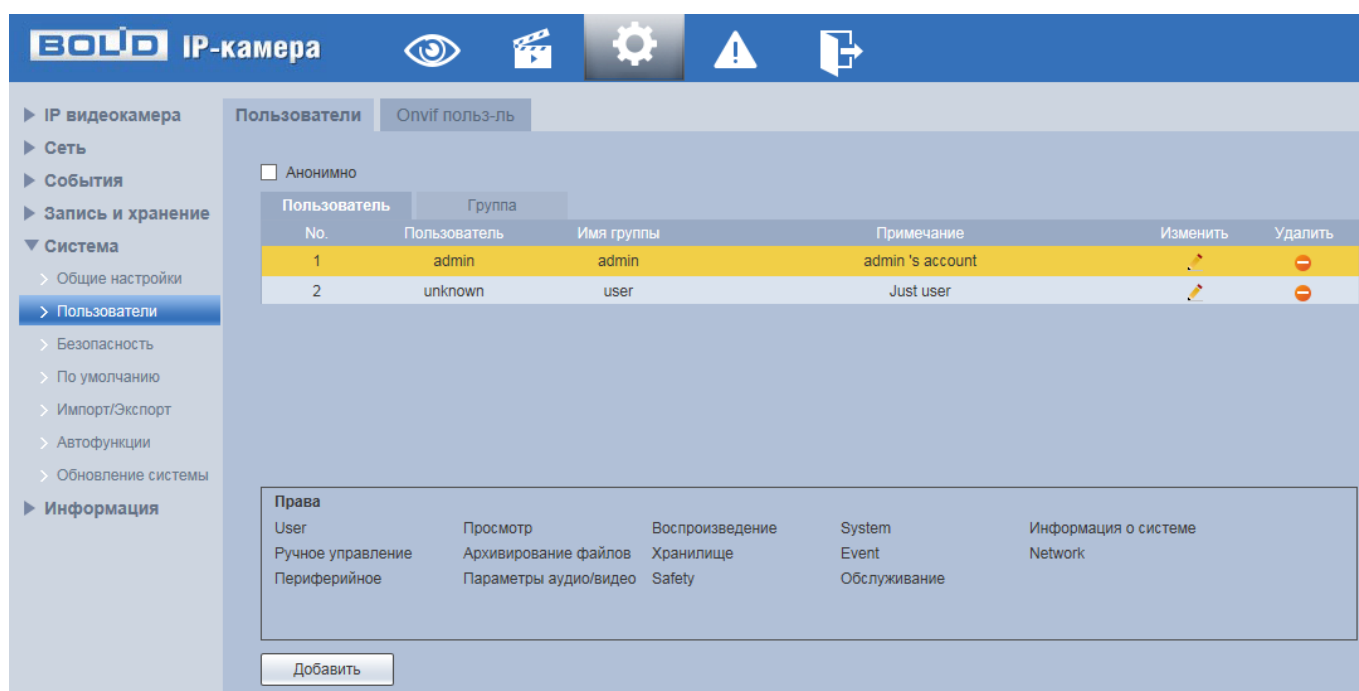 BOLID IP-камера
IP видеокамера
Сеть
События
Запись и хранение
Система
Общие настройки
Пользователи
Безопасность
По умолчанию
Импорт/Экспорт
Автофункции
Обновление системы
Информация
Пользователи Onvif польз-ль
Анонимно
Пользователь Группа
No. Пользователь Имя группы Примечание Изменить Удалить
1 admin admin admin 's account
2 unknown user Just user
Права
User Просмотр Воспроизведение System Информация о системе
Ручное управление Архивирование файлов Хранилище Event Network
Периферийное Параметры аудио/видео Safety Обслуживание
Добавить